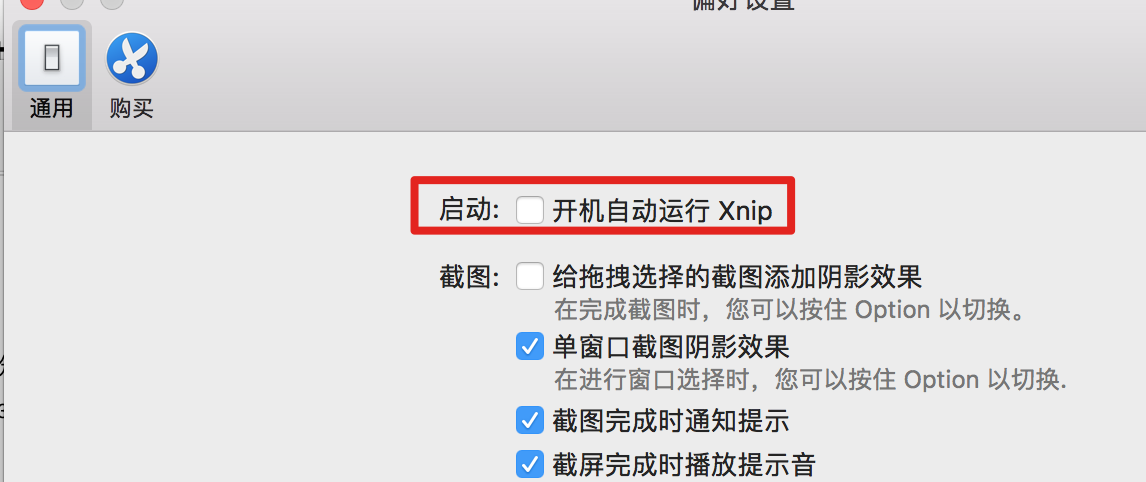 偏好设置
通用
购买
启动: 开机自动运行 Xnip
截图: 给拖拽选择的截图添加阴影效果
在完成截图时，您可以按住 Option 以切换。
单窗口截图阴影效果
在进行窗口选择时，您可以按住 Option 以切换.
截图完成时通知提示
截屏完成时播放提示音